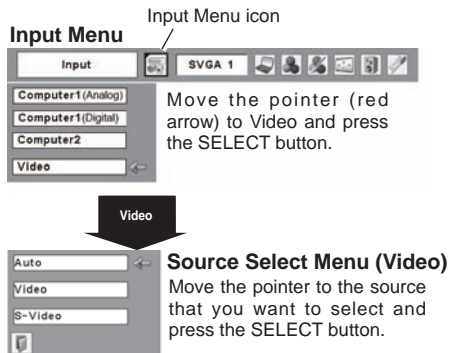 Input Menu icon
Input Menu
Input
SVGA 1
Computer1(Analog)
Computer1(Digital)
Computer2
Video
Move the pointer (red
arrow) to Video and press
the SELECT button.
Video
Auto
Video
S-Video
Source Select Menu (Video)
Move the pointer to the source
that you want to select and
press the SELECT button.